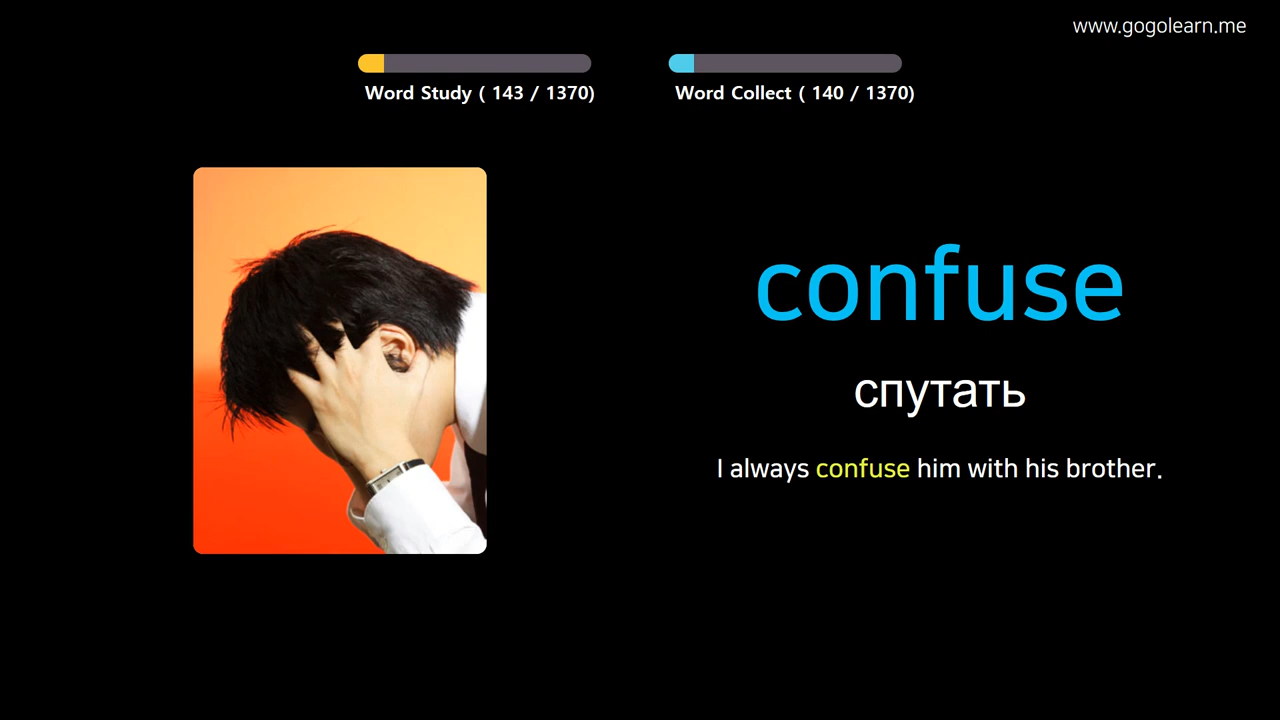 www.gogolearn.me
Word Study ( 143 / 1370)
Word Collect ( 140 / 1370)
confuse
спутать
I always confuse him with his brother.